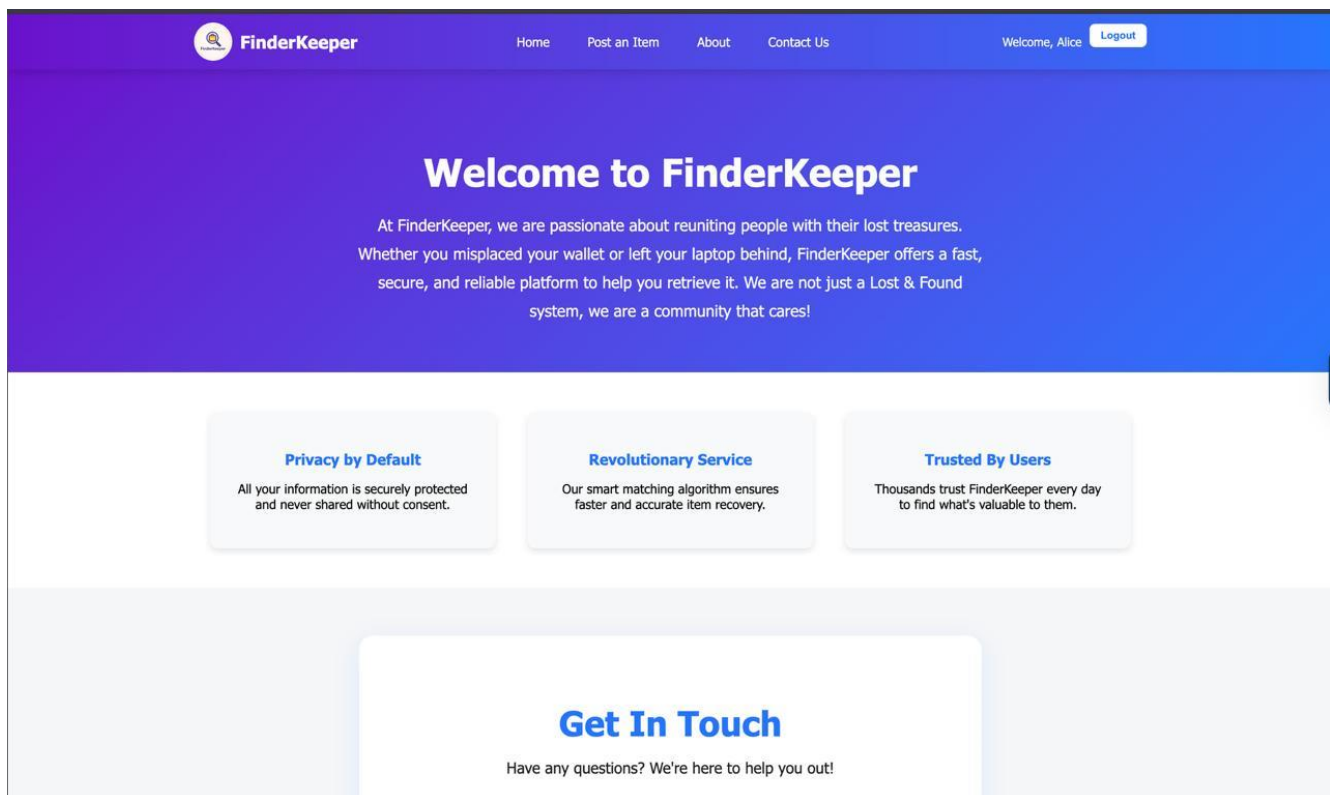 FinderKeeper
Home
Post an Item
About
Contact Us
Welcome, Alice
Logout
Welcome to FinderKeeper
At FinderKeeper, we are passionate about reuniting people with their lost treasures.
Whether you misplaced your wallet or left your laptop behind, FinderKeeper offers a fast,
secure, and reliable platform to help you retrieve it. We are not just a Lost & Found
system, we are a community that cares!
Privacy by Default
All your information is securely protected
and never shared without consent.
Revolutionary Service
Our smart matching algorithm ensures
faster and accurate item recovery.
Trusted By Users
Thousands trust FinderKeeper every day
to find what's valuable to them.
Get In Touch
Have any questions? We're here to help you out!